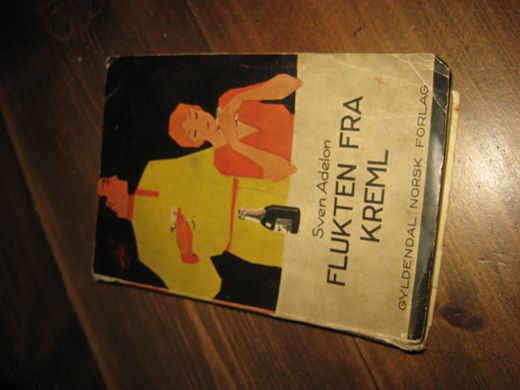 Sven Adelon
FLUKTEN FRA
KREML
GYLDENDAL NORSK FORLAG